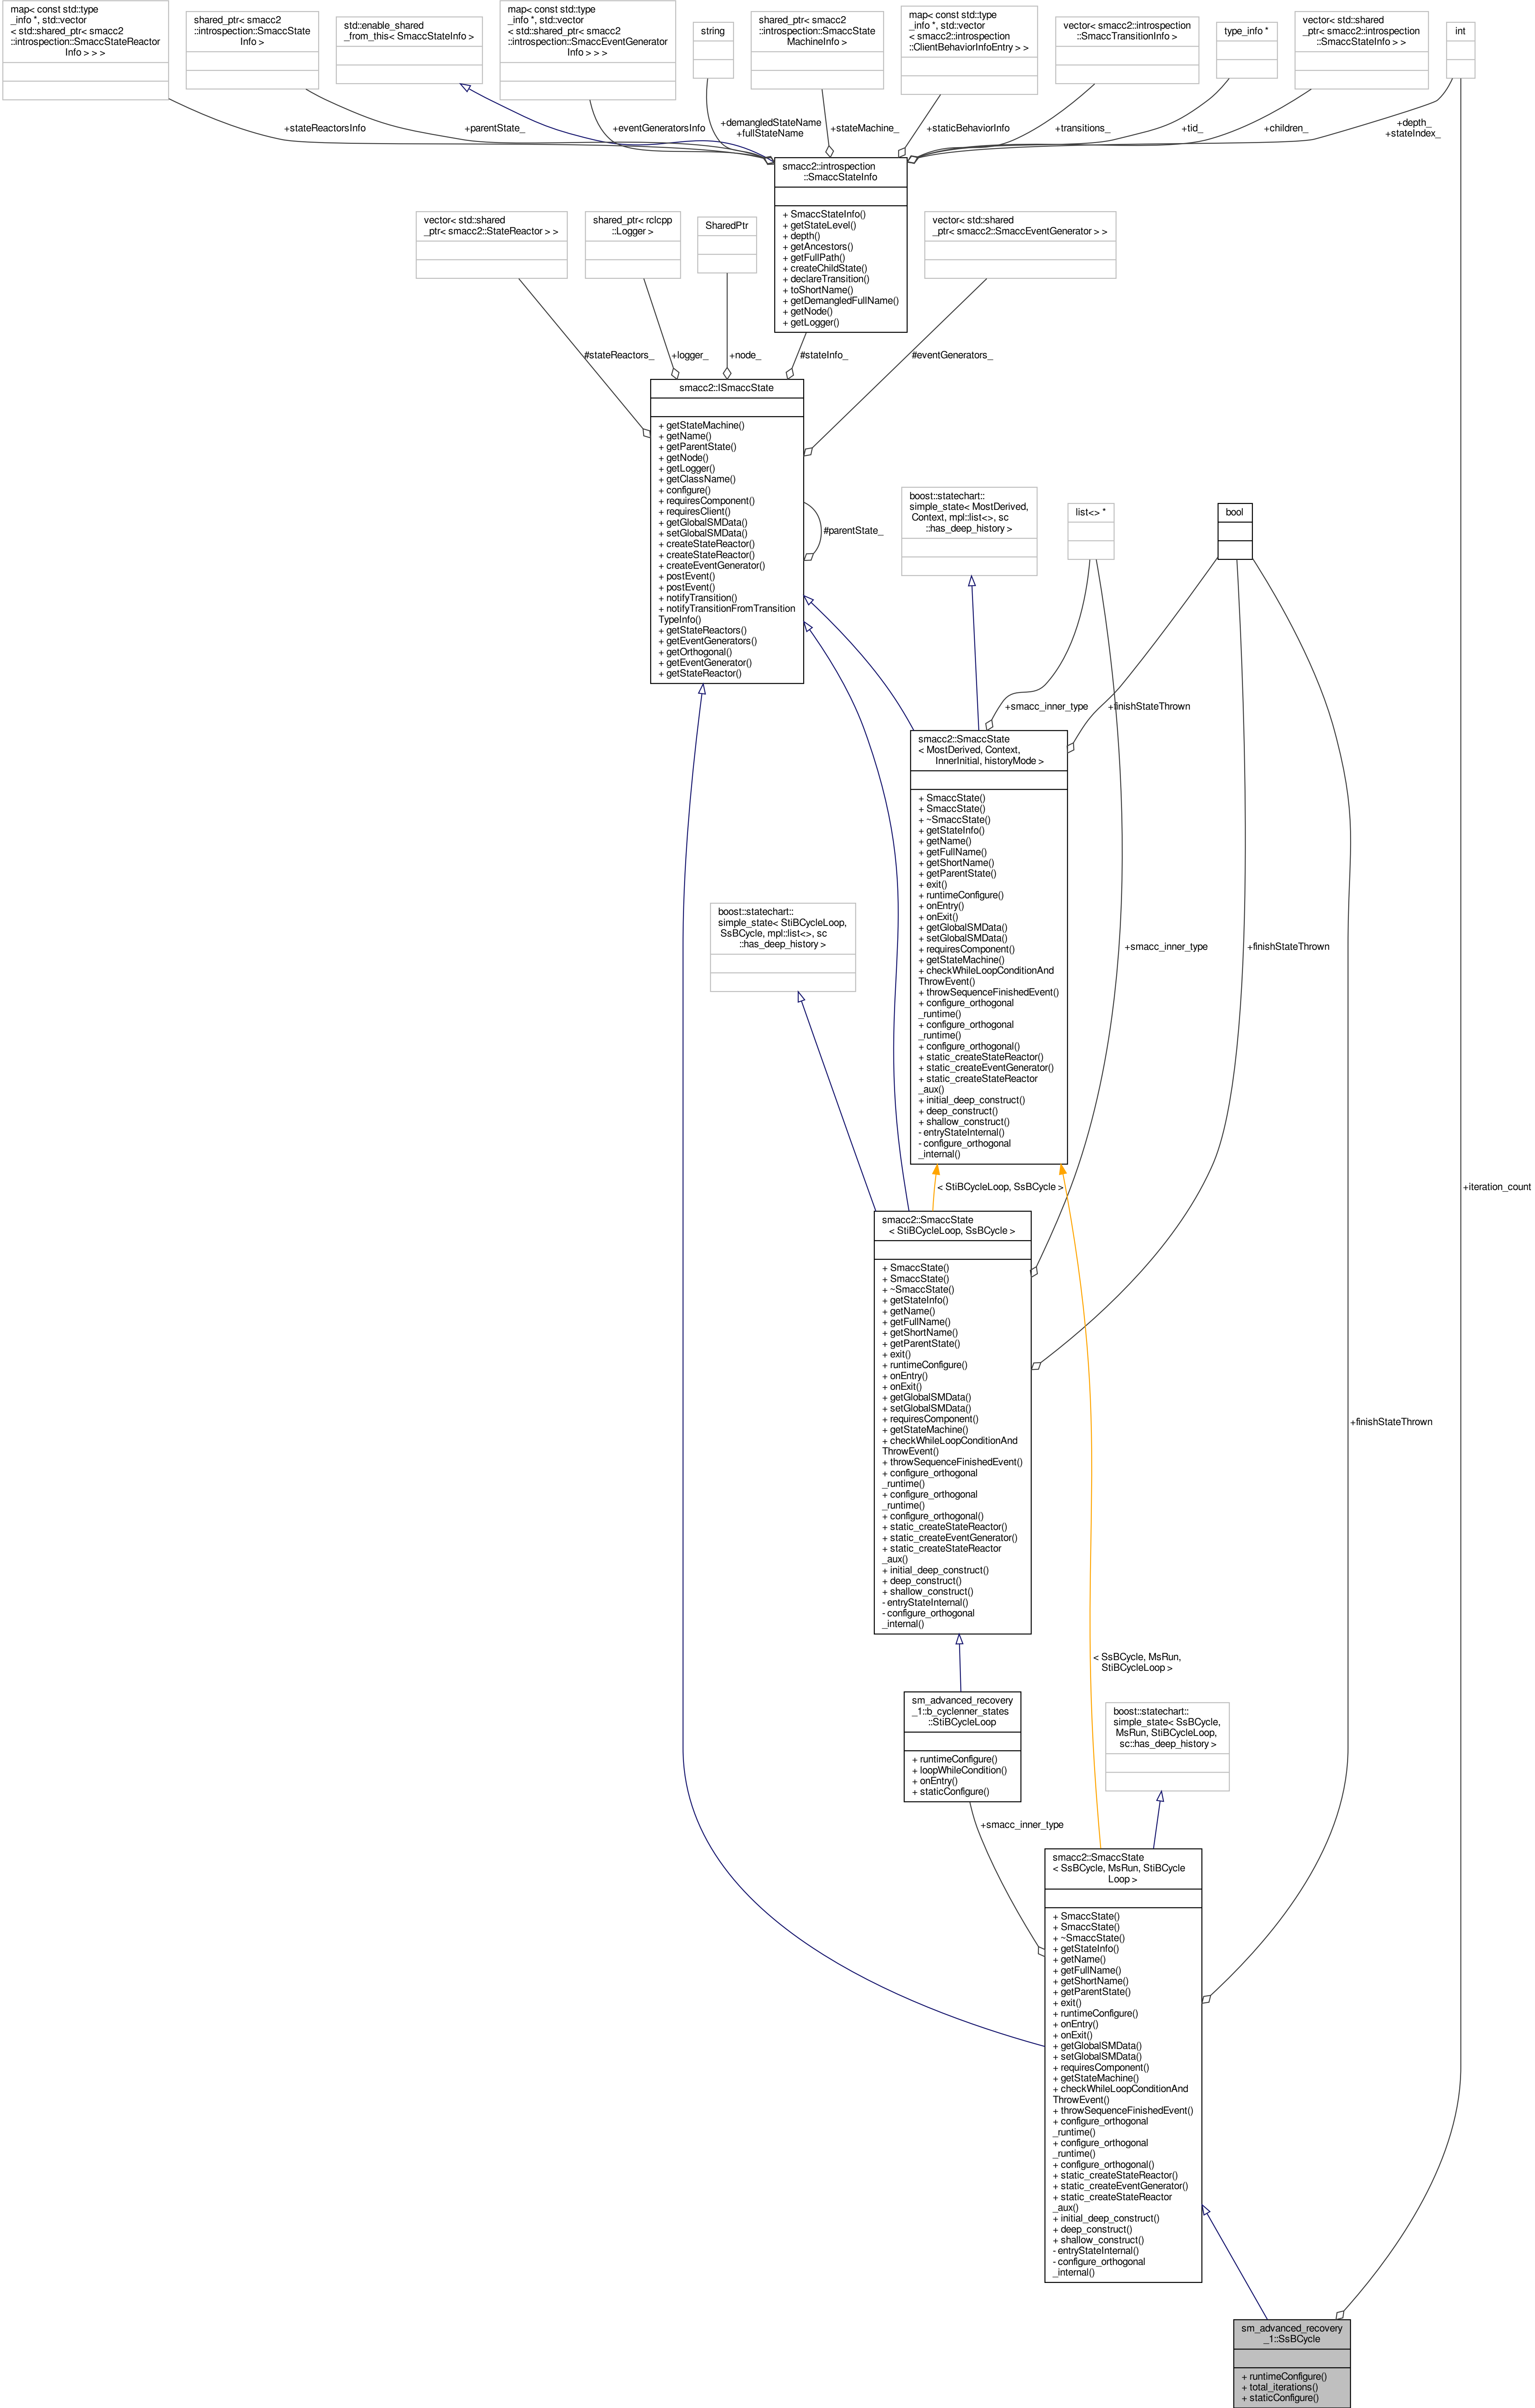 map< const std::type
_info *, std::vector
< std::shared_ptr< smacc2
::introspection::SmaccStateReactor
Info > > >
shared_ptr< smacc2
::introspection::SmaccState
Info >
std::enable_shared
_from_this< SmaccStateInfo >
map< const std::type
_info *, std::vector
< std::shared_ptr< smacc2
::introspection::SmaccEventGenerator
Info > > >
string
shared_ptr< smacc2
::introspection::SmaccState
MachineInfo >
map< const std::type
_info *, std::vector
< smacc2::introspection
::ClientBehaviorInfoEntry > >
vector< smacc2::introspection
::SmaccTransitionInfo >
type_info *
vector< std::shared
_ptr< smacc2::introspection
::SmaccStateInfo > >
int
+stateReactorsInfo
+parentState_
+eventGeneratorsInfo
+demangledStateName
+fullStateName
+stateMachine_
+staticBehaviorInfo
+transitions_
+tid_
+children_
+depth_
+stateIndex_
smacc2::introspection
::SmaccStateInfo
+ SmaccStateInfo()
+ getStateLevel()
+ depth()
+ getAncestors()
+ getFullPath()
+ createChildState()
+ declareTransition()
+ toShortName()
+ getDemangledFullName()
+ getNode()
+ getLogger()
vector< std::shared
_ptr< smacc2::StateReactor > >
shared_ptr< rclcpp
::Logger >
SharedPtr
vector< std::shared
_ptr< smacc2::SmaccEventGenerator > >
#stateReactors_
+logger_
+node_
#stateInfo_
#eventGenerators_
smacc2::ISmaccState
+ getStateMachine()
+ getName()
+ getParentState()
+ getNode()
+ getLogger()
+ getClassName()
+ configure()
+ requiresComponent()
+ requiresClient()
+ getGlobalSMData()
+ setGlobalSMData()
+ createStateReactor()
+ createStateReactor()
+ createEventGenerator()
+ postEvent()
+ postEvent()
+ notifyTransition()
+ notifyTransitionFromTransition
TypeInfo()
+ getStateReactors()
+ getEventGenerators()
+ getOrthogonal()
+ getEventGenerator()
+ getStateReactor()
#parentState_
boost::statechart::
simple_state< MostDerived,
Context, mpl::list<>, sc
::has_deep_history >
list<> *
bool
+smacc_inner_type
+finishStateThrown
smacc2::SmaccState
< MostDerived, Context,
InnerInitial, historyMode >
+ SmaccState()
+ SmaccState()
+ ~SmaccState()
+ getStateInfo()
+ getName()
+ getFullName()
+ getShortName()
+ getParentState()
+ exit()
+ runtimeConfigure()
+ onEntry()
+ onExit()
+ getGlobalSMData()
+ setGlobalSMData()
+ requiresComponent()
+ getStateMachine()
+ checkWhileLoopConditionAnd
ThrowEvent()
+ throwSequenceFinishedEvent()
+ configure_orthogonal
_runtime()
+ configure_orthogonal
_runtime()
+ configure_orthogonal()
+ static_createStateReactor()
+ static_createEventGenerator()
+ static_createStateReactor
_aux()
+ initial_deep_construct()
+ deep_construct()
+ shallow_construct()
- entryStateInternal()
- configure_orthogonal
_internal()
boost::statechart::
simple_state< StiBCycleLoop,
SsBCycle, mpl::list<>, sc
::has_deep_history >
+smacc_inner_type
+finishStateThrown
< StiBCycleLoop, SsBCycle >
+iteration_count
smacc2::SmaccState
< StiBCycleLoop, SsBCycle >
+ SmaccState()
+ SmaccState()
+ ~SmaccState()
+ getStateInfo()
+ getName()
+ getFullName()
+ getShortName()
+ getParentState()
+ exit()
+ runtimeConfigure()
+ onEntry()
+ onExit()
+ getGlobalSMData()
+ setGlobalSMData()
+ requiresComponent()
+ getStateMachine()
+ checkWhileLoopConditionAnd
ThrowEvent()
+ throwSequenceFinishedEvent()
+ configure_orthogonal
_runtime()
+ configure_orthogonal
_runtime()
+ configure_orthogonal()
+ static_createStateReactor()
+ static_createEventGenerator()
+ static_createStateReactor
_aux()
+ initial_deep_construct()
+ deep_construct()
+ shallow_construct()
- entryStateInternal()
- configure_orthogonal
_internal()
+finishStateThrown
< SsBCycle, MsRun,
StiBCycleLoop >
sm_advanced_recovery
_1::b_cyclenner_states
::StiBCycleLoop
+ runtimeConfigure()
+ loopWhileCondition()
+ onEntry()
+ staticConfigure()
boost::statechart::
simple_state< SsBCycle,
MsRun, StiBCycleLoop,
sc::has_deep_history >
+smacc_inner_type
smacc2::SmaccState
< SsBCycle, MsRun, StiBCycle
Loop >
+ SmaccState()
+ SmaccState()
+ ~SmaccState()
+ getStateInfo()
+ getName()
+ getFullName()
+ getShortName()
+ getParentState()
+ exit()
+ runtimeConfigure()
+ onEntry()
+ onExit()
+ getGlobalSMData()
+ setGlobalSMData()
+ requiresComponent()
+ getStateMachine()
+ checkWhileLoopConditionAnd
ThrowEvent()
+ throwSequenceFinishedEvent()
+ configure_orthogonal
_runtime()
+ configure_orthogonal
_runtime()
+ configure_orthogonal()
+ static_createStateReactor()
+ static_createEventGenerator()
+ static_createStateReactor
_aux()
+ initial_deep_construct()
+ deep_construct()
+ shallow_construct()
- entryStateInternal()
- configure_orthogonal
_internal()
sm_advanced_recovery
_1::SsBCycle
+ runtimeConfigure()
+ total_iterations()
+ staticConfigure()